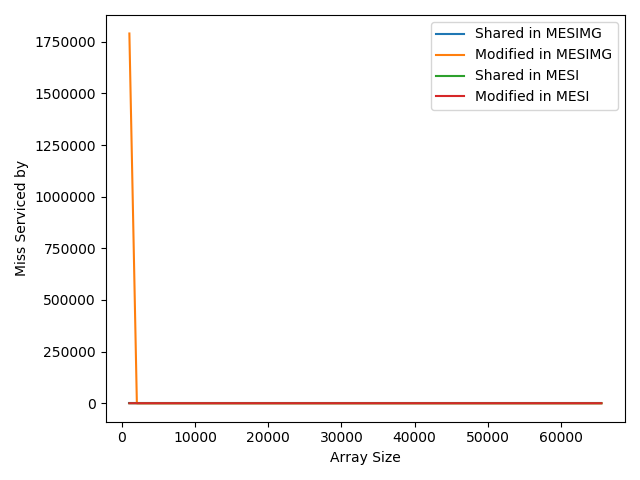 Shared in MESIMG
Modified in MESIMG
Shared in MESI
Modified in MESI
1750000
1500000
1250000
1000000
750000
500000
250000
0
Miss Serviced by
0 10000 20000 30000 40000 50000 60000
Array Size